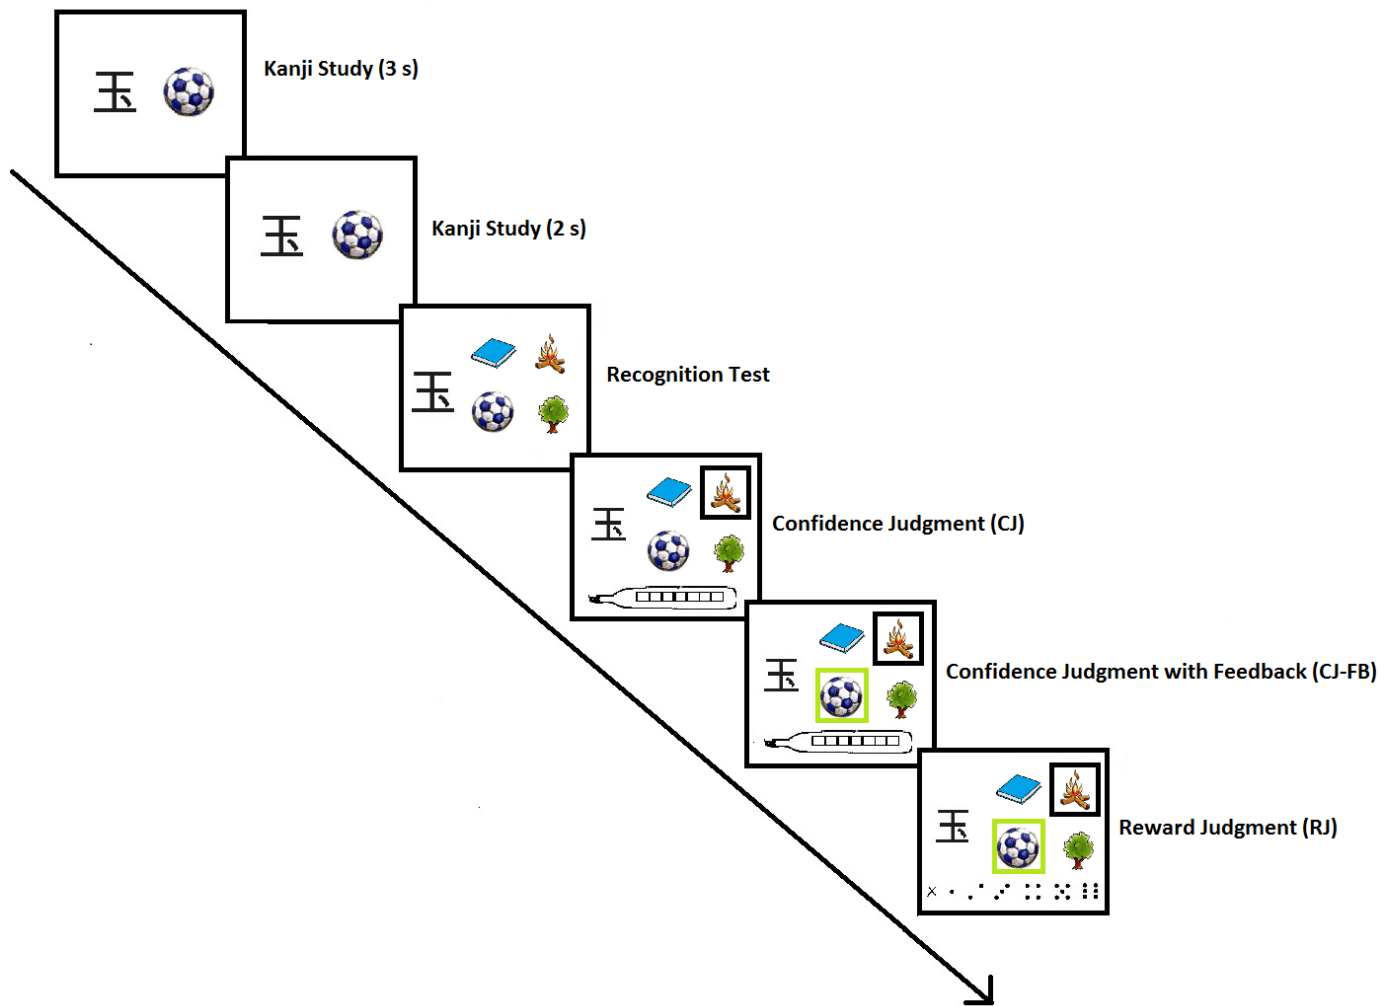 玉
Kanji Study (3 s)
玉
Kanji Study (2 s)
玉
Recognition Test
玉
Confidence Judgment (CJ)
玉
Confidence Judgment with Feedback (CJ-FB)
玉
Reward Judgment (RJ)
X